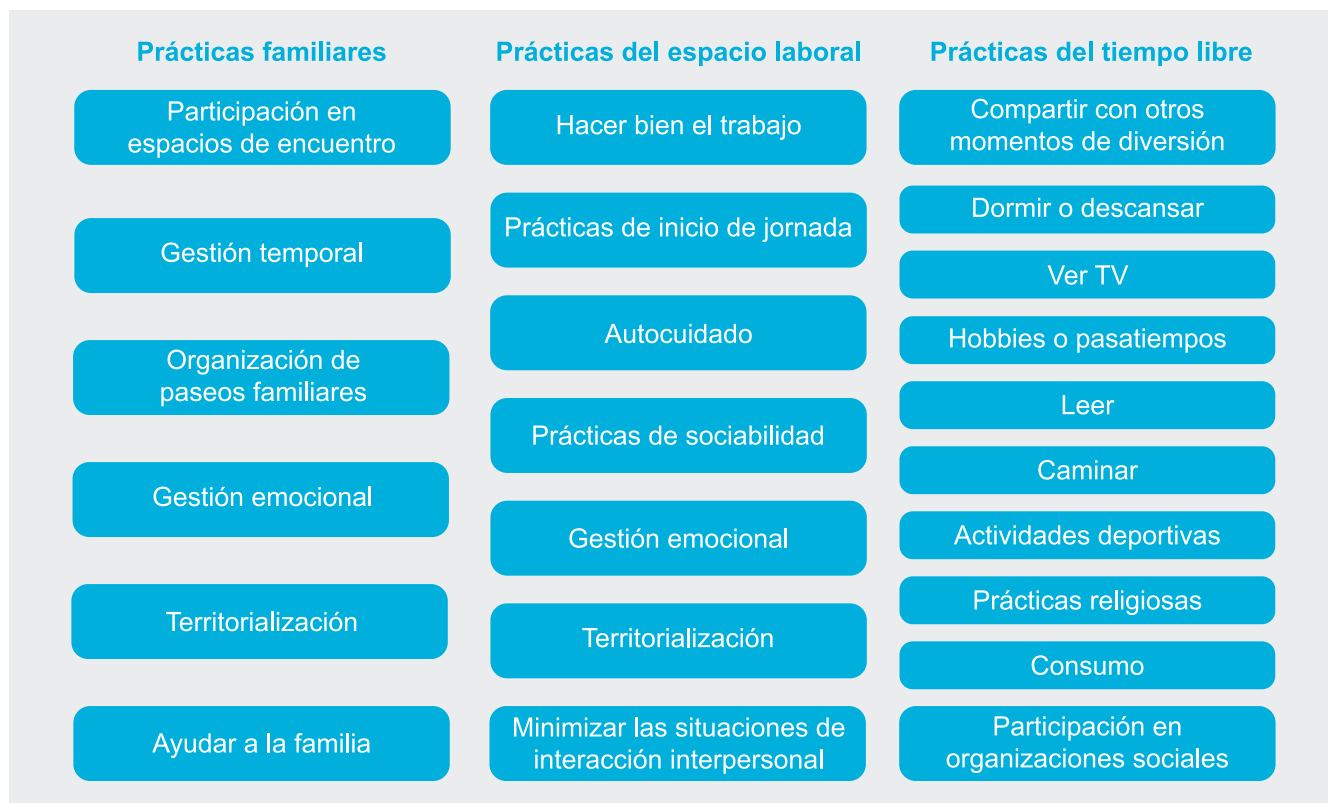 Prácticas familiares
Participación en
espacios de encuentro
Gestión temporal
Organización de
paseos familiares
Gestión emocional
Territorialización
Ayudar a la familia
Prácticas del espacio laboral
Hacer bien el trabajo
Prácticas de inicio de jornada
Autocuidado
Prácticas de sociabilidad
Gestión emocional
Territorialización
Minimizar las situaciones de
interacción interpersonal
Prácticas del tiempo libre
Compartir con otros
momentos de diversión
Dormir o descansar
Ver TV
Hobbies o pasatiempos
Leer
Caminar
Actividades deportivas
Prácticas religiosas
Consumo
Participación en
organizaciones sociales